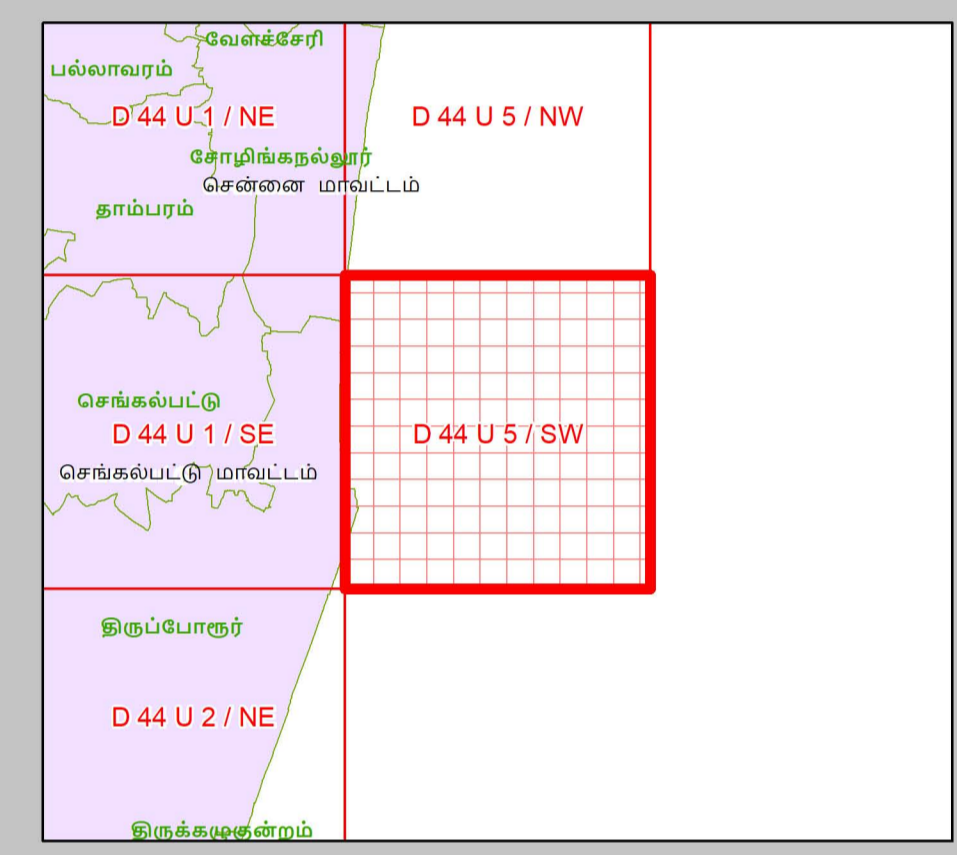 வேளச்சேரி
பல்லாவரம்
D 44 U 1 / NE
D 44 U 5 / NW
சோழிங்கநல்லூர்
சென்னை மாவட்டம்
தாம்பரம்
செங்கல்பட்டு
D 44 U 1 / SE
D 44 U 5 / SW
செங்கல்பட்டு மாவட்டம்
திருப்போரூர்
D 44 U 2 / NE
திருக்கழுகுன்றம்